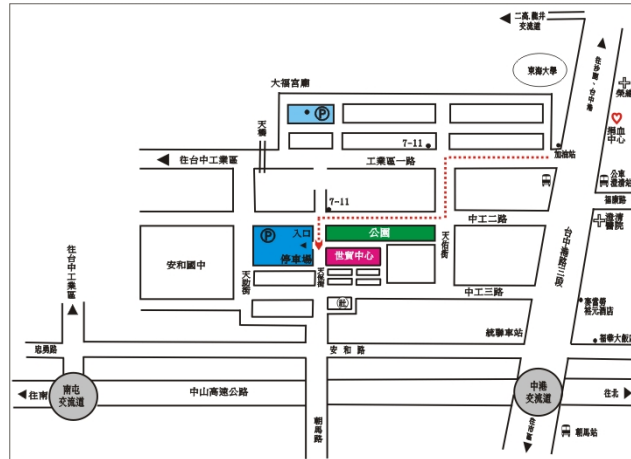 二高.龍井
交流道
往沙鹿、台中港
東海大學
榮總
大福宮廟
P
天橋
7-11
捐血
中心
加油站
往台中工業區
工業區一路
公車
澄清站
福廣路
7-11
中工二路
澄清
醫院
P
入口
停車場
公園
世貿中心
天保街
天佑街
天助街
安和國中
往台中工業區
台中港路三段
中工三路
社
裕元酒店
統聯車站
忠勇路
安和路
福華大飯店
南屯
交流道
往南
中山高速公路
中港
交流道
往北
朝馬路
往市區
朝馬站